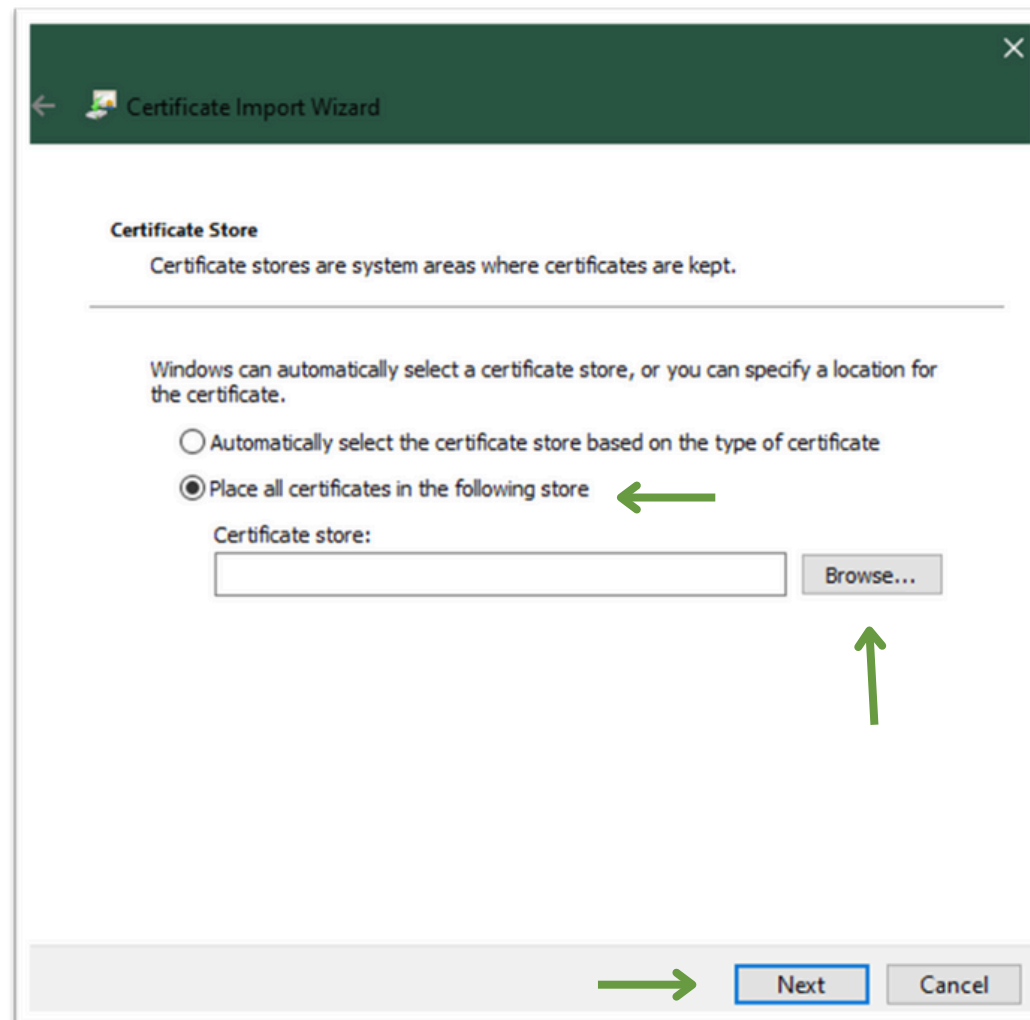 Certificate Import Wizard
Certificate Store
Certificate stores are system areas where certificates are kept.
Windows can automatically select a certificate store, or you can specify a location for
the certificate.
Automatically select the certificate store based on the type of certificate
Place all certificates in the following store
Certificate store:
Browse...
Next Cancel